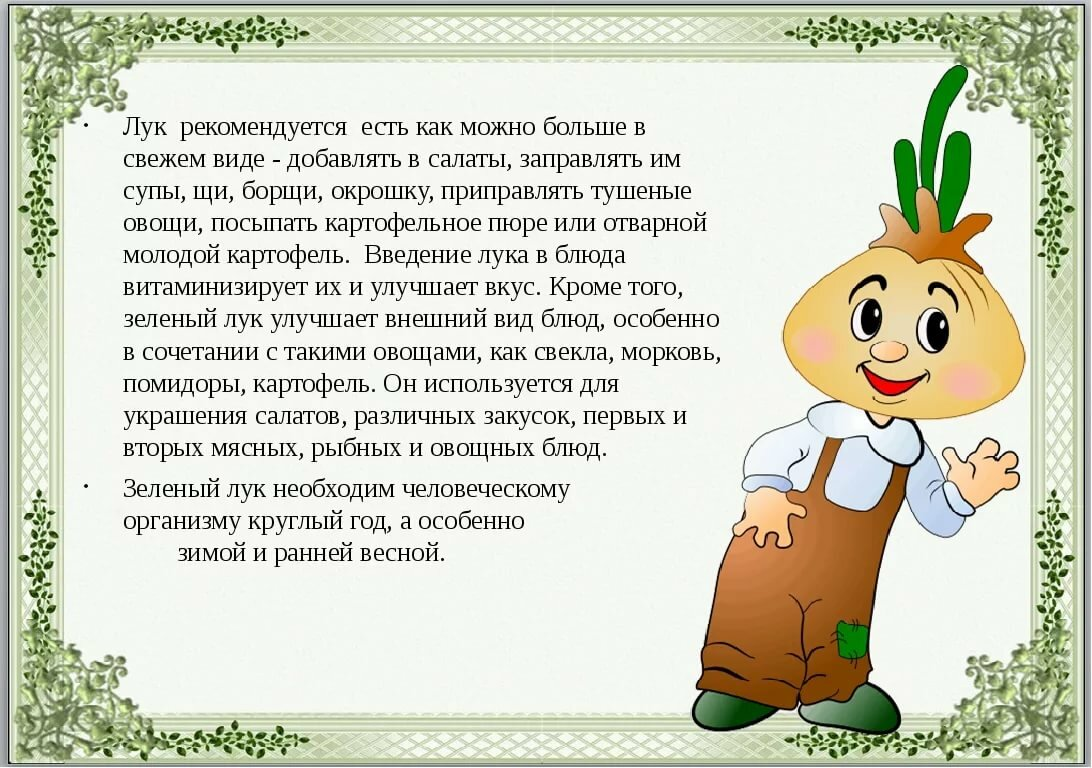 Лук  рекомендуется  есть как можно больше в
свежем виде - добавлять в салаты, заправлять им
супы, щи, борщи, окрошку, приправлять тушеные
овощи, посыпать картофельное пюре или отварной
молодой картофель.  Введение лука в блюда
витаминизирует их и улучшает вкус. Кроме того,
зеленый лук улучшает внешний вид блюд, особенно
в сочетании с такими овощами, как свекла, морковь,
помидоры, картофель. Он используется для
украшения салатов, различных закусок, первых и
вторых мясных, рыбных и овощных блюд.
Зеленый лук необходим человеческому
организму круглый год, а особенно
зимой и ранней весной.